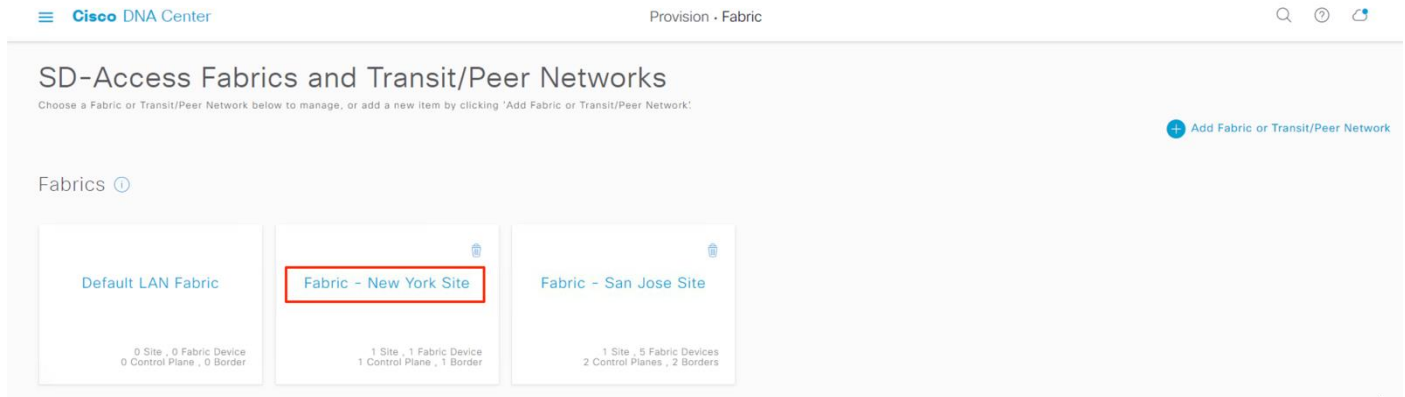 Cisco DNA Center
Provision • Fabric
SD-Access Fabrics and Transit/Peer Networks
Choose a Fabric or Transit/Peer Network below to manage, or add a new item by clicking 'Add Fabric or Transit/Peer Network'.
Add Fabric or Transit/Peer Network
Fabrics
Default LAN Fabric
0 Site , 0 Fabric Device
0 Control Plane , 0 Border
Fabric - New York Site
1 Site , 1 Fabric Device
1 Control Plane , 1 Border
Fabric - San Jose Site
1 Site , 5 Fabric Devices
2 Control Planes , 2 Borders